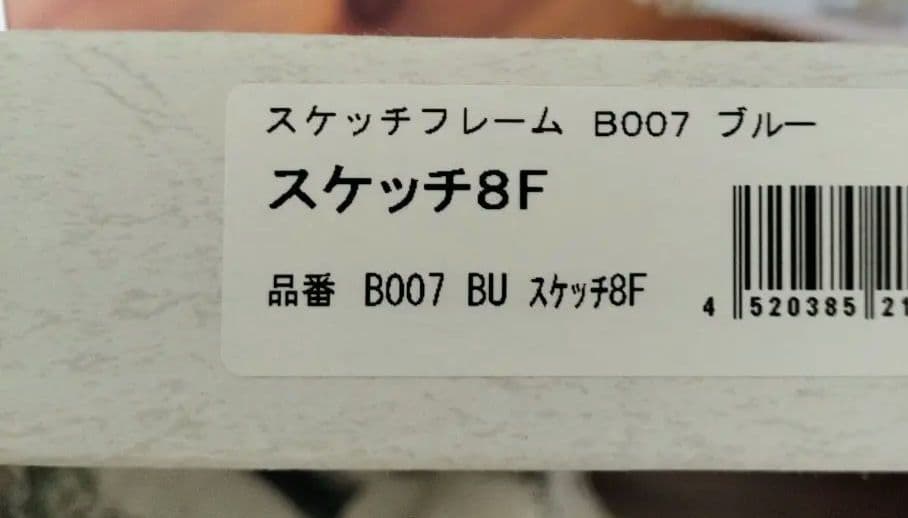 スケッチフレーム B007 ブルー
スケッチ8F
品番 B007 BU ｽｹｯﾁ8F
4 520385 21